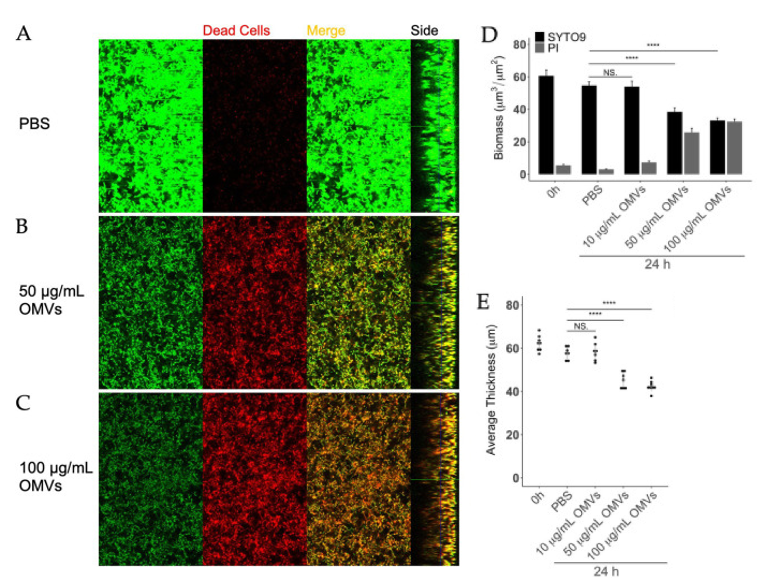 A
Dead Cells
Merge
Side
PBS
B
50 µg/mL
OMVs
C
100 µg/mL
OMVs
D
SYTO9
PI
Biomass (µm³/µm²)
80
60
40
20
0
****
****
NS.
0h
PBS
10 µg/mL OMVs
50 µg/mL OMVs
100 µg/mL OMVs
24 h
E
Average Thickness (µm)
80
60
40
20
0
****
****
NS.
0h
PBS
10 µg/mL OMVs
50 µg/mL OMVs
100 µg/mL OMVs
24 h